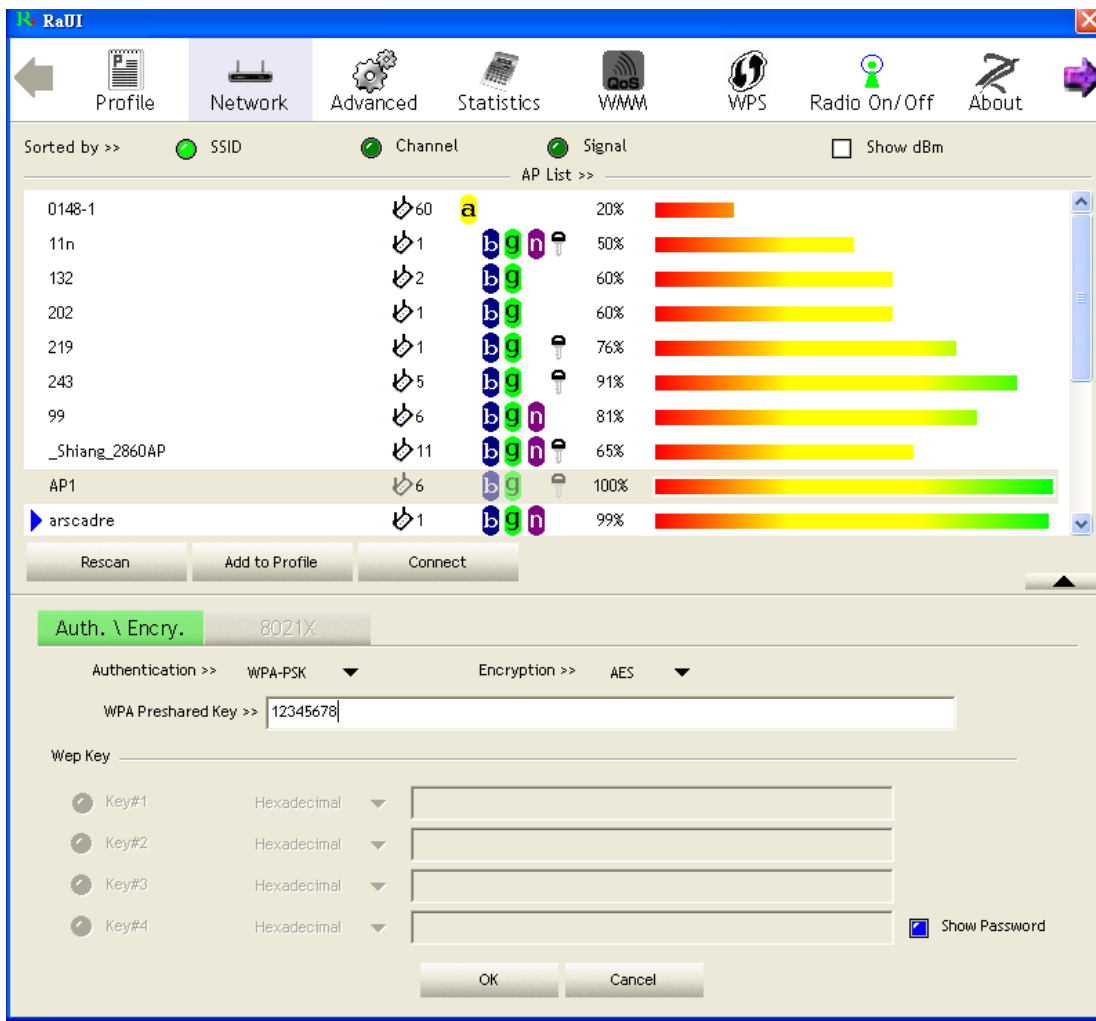 RaUI
Profile Network Advanced Statistics QoS WMM WPS Radio On/Off About
Sorted by >> SSID Channel Signal Show dBm
AP List >>
0148-1 60 a 20%
11n 1 b g n 50%
132 2 b g 60%
202 1 b g 60%
219 1 b g 76%
243 5 b g 91%
99 6 b g n 81%
_Shiang_2860AP 11 b g n 65%
AP1 6 b g 100%
arscadre 1 b g n 99%
Rescan Add to Profile Connect
Auth. \ Encry. 8021X
Authentication >> WPA-PSK Encryption >> AES
WPA Preshared Key >> 12345678
Wep Key
Key#1 Hexadecimal
Key#2 Hexadecimal
Key#3 Hexadecimal
Key#4 Hexadecimal Show Password
OK Cancel